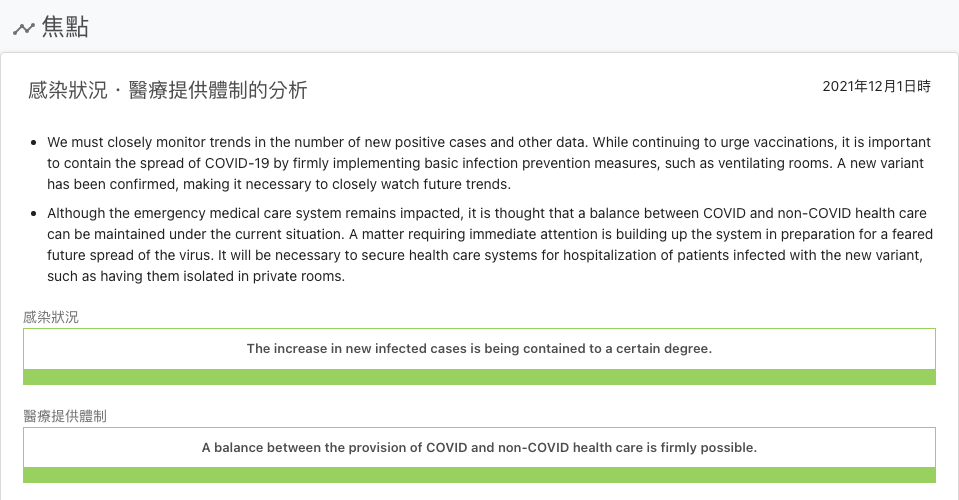 焦點
感染狀況・醫療提供體制的分析
2021年12月1日時
We must closely monitor trends in the number of new positive cases and other data. While continuing to urge vaccinations, it is important
to contain the spread of COVID-19 by firmly implementing basic infection prevention measures, such as ventilating rooms. A new variant
has been confirmed, making it necessary to closely watch future trends.
Although the emergency medical care system remains impacted, it is thought that a balance between COVID and non-COVID health care
can be maintained under the current situation. A matter requiring immediate attention is building up the system in preparation for a feared
future spread of the virus. It will be necessary to secure health care systems for hospitalization of patients infected with the new variant,
such as having them isolated in private rooms.
感染狀況
The increase in new infected cases is being contained to a certain degree.
醫療提供體制
A balance between the provision of COVID and non-COVID health care is firmly possible.